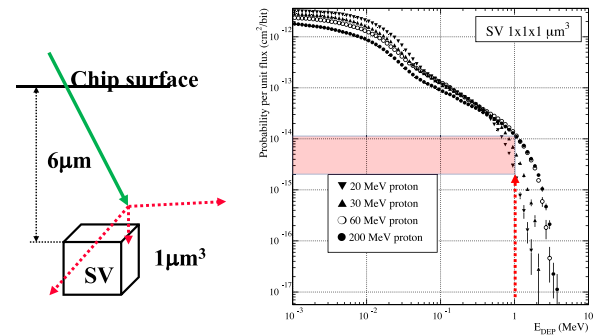 Chip surface
6μm
1μm³
SV
SV 1x1x1 μm³
Probability per unit flux (cm²/bit)
10⁻¹²
10⁻¹³
10⁻¹⁴
10⁻¹⁵
10⁻¹⁶
10⁻¹⁷
20 MeV proton
30 MeV proton
60 MeV proton
200 MeV proton
10⁻³ 10⁻² 10⁻¹ 1 10
E_DEP (MeV)